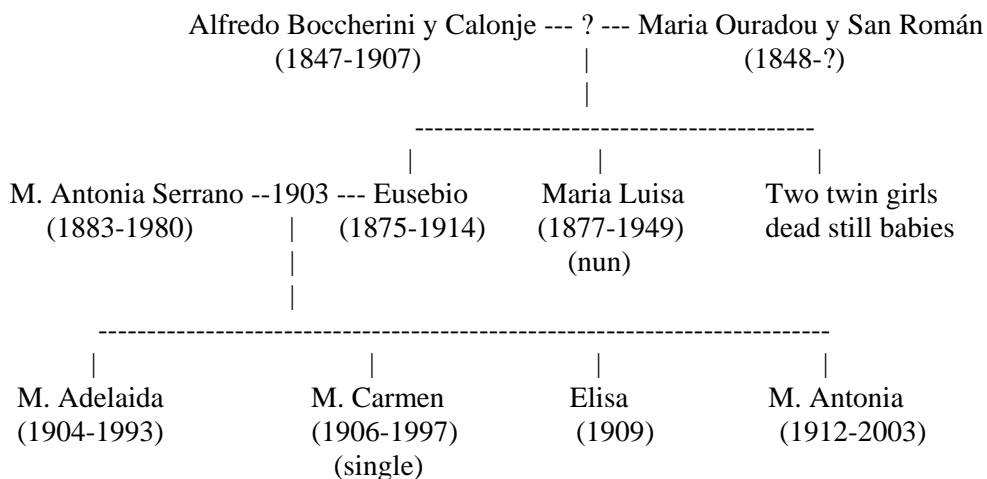 Alfredo Boccherini y Calonje --- ? --- Maria Ouradou y San Román
(1847-1907) | (1848-?)
|
-----------------------------------------
| | |
M. Antonia Serrano --1903 --- Eusebio Maria Luisa Two twin girls
(1883-1980) | (1875-1914) (1877-1949) dead still babies
| (nun)
|
---------------------------------------------------------------------------
| | | |
M. Adelaida M. Carmen Elisa M. Antonia
(1904-1993) (1906-1997) (1909) (1912-2003)
(single)